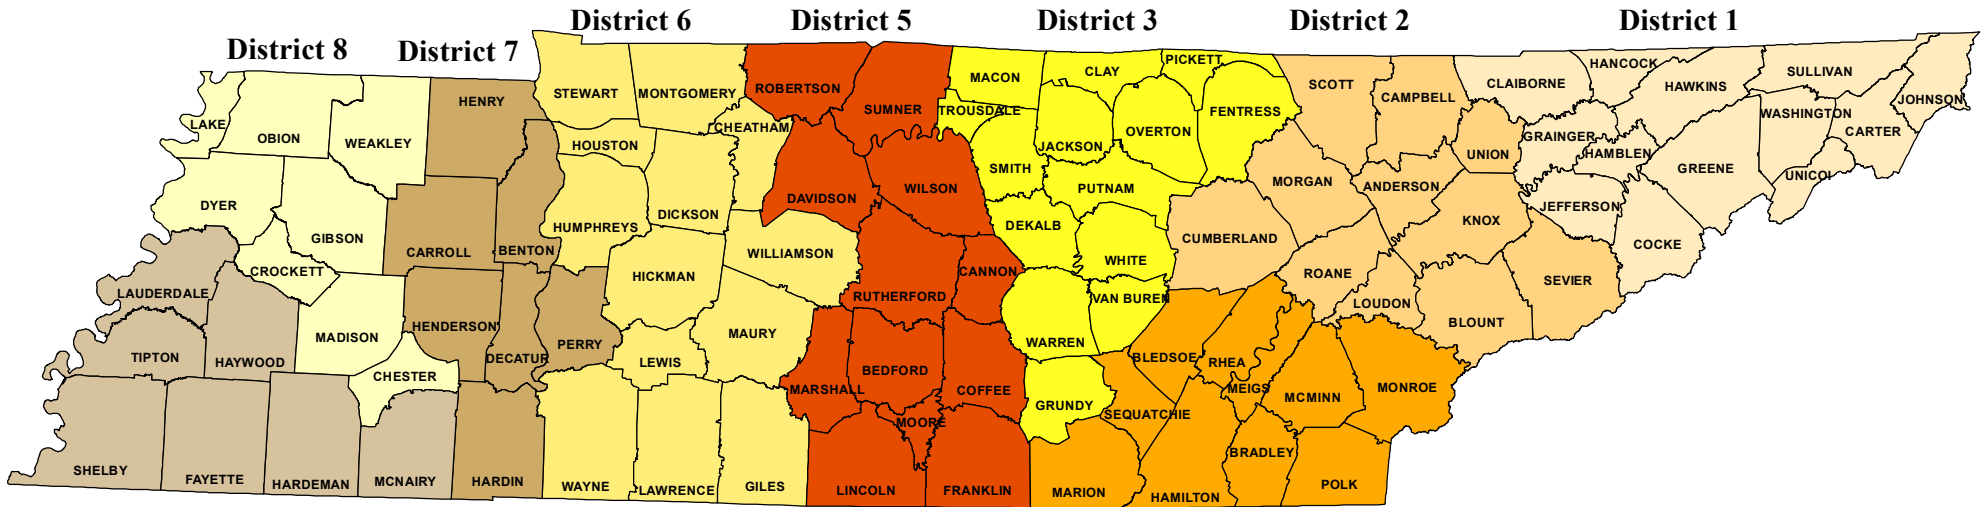 District 8
District 7
District 6
District 5
District 3
District 2
District 1
LAKE
OBION
WEAKLEY
HENRY
STEWART
MONTGOMERY
ROBERTSON
SUMNER
MACON
CLAY
PICKETT
SCOTT
CAMPBELL
CLAIBORNE
HANCOCK
HAWKINS
SULLIVAN
JOHNSON
TROUSDALE
FENTRESS
CHEATHAM
HOUSTON
OVERTON
JACKSON
UNION
GRAINGER
HAMBLEN
WASHINGTON
CARTER
GREENE
UNICOI
DYER
GIBSON
CROCKETT
CARROLL
BENTON
HUMPHREYS
DICKSON
DAVIDSON
WILSON
SMITH
PUTNAM
MORGAN
ANDERSON
KNOX
JEFFERSON
COCKE
DEKALB
WHITE
CUMBERLAND
WILLIAMSON
HICKMAN
CANNON
RUTHERFORD
VAN BUREN
ROANE
LOUDON
SEVIER
BLOUNT
LAUDERDALE
TIPTON
HAYWOOD
MADISON
HENDERSON
DECATUR
PERRY
LEWIS
MAURY
WARREN
BLEDSOE
RHEA
MEIGS
MCMINN
MONROE
CHESTER
MARSHALL
BEDFORD
COFFEE
GRUNDY
SEQUATCHIE
MOORE
BRADLEY
POLK
SHELBY
FAYETTE
HARDEMAN
MCNAIRY
HARDIN
WAYNE
LAWRENCE
GILES
LINCOLN
FRANKLIN
MARION
HAMILTON